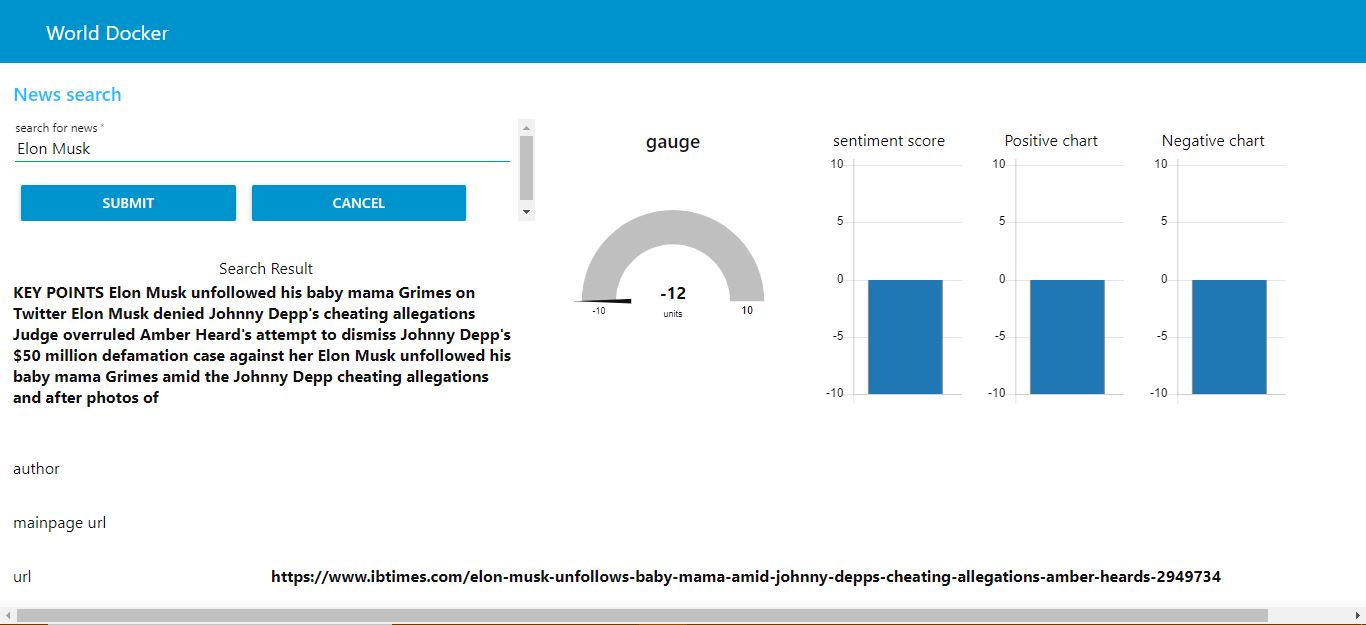 World Docker
News search
search for news *
Elon Musk
SUBMIT CANCEL
Search Result
KEY POINTS Elon Musk unfollowed his baby mama Grimes on
Twitter Elon Musk denied Johnny Depp's cheating allegations
Judge overruled Amber Heard's attempt to dismiss Johnny Depp's
$50 million defamation case against her Elon Musk unfollowed his
baby mama Grimes amid the Johnny Depp cheating allegations
and after photos of
author
mainpage url
url https://www.ibtimes.com/elon-musk-unfollows-baby-mama-amid-johnny-depps-cheating-allegations-amber-heards-2949734
gauge
-12
units
-10 10
sentiment score
10
5
0
-5
-10
Positive chart
10
5
0
-5
-10
Negative chart
10
5
0
-5
-10